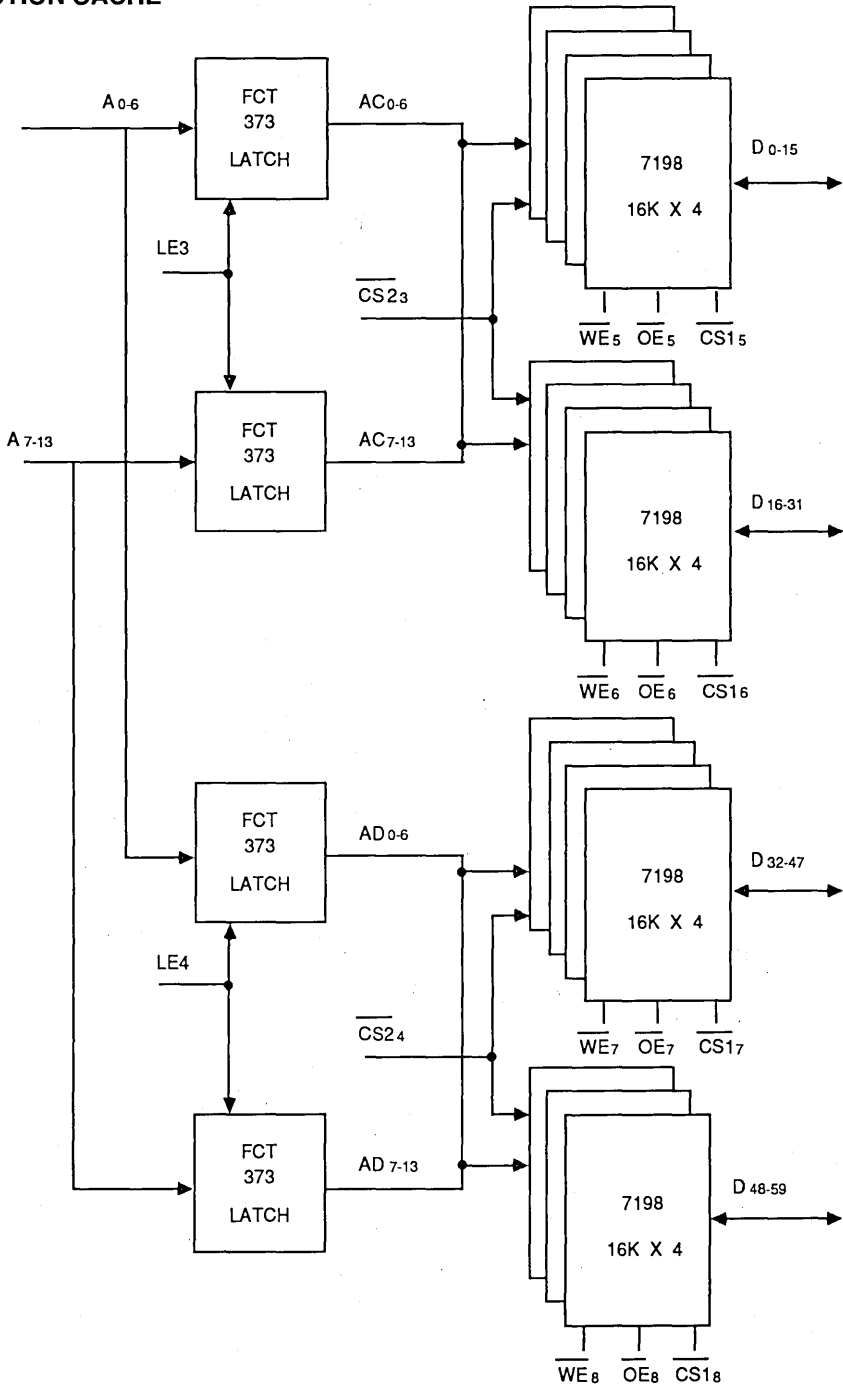 CTION CACHE
A0-6
FCT
373
LATCH
AC0-6
7198
16K X 4
D0-15
LE3
CS23
WE5 OE5 CS15
A7-13
FCT
373
LATCH
AC7-13
7198
16K X 4
D16-31
WE6 OE6 CS16
FCT
373
LATCH
AD0-6
7198
16K X 4
D32-47
LE4
CS24
WE7 OE7 CS17
FCT
373
LATCH
AD7-13
7198
16K X 4
D48-59
WE8 OE8 CS18